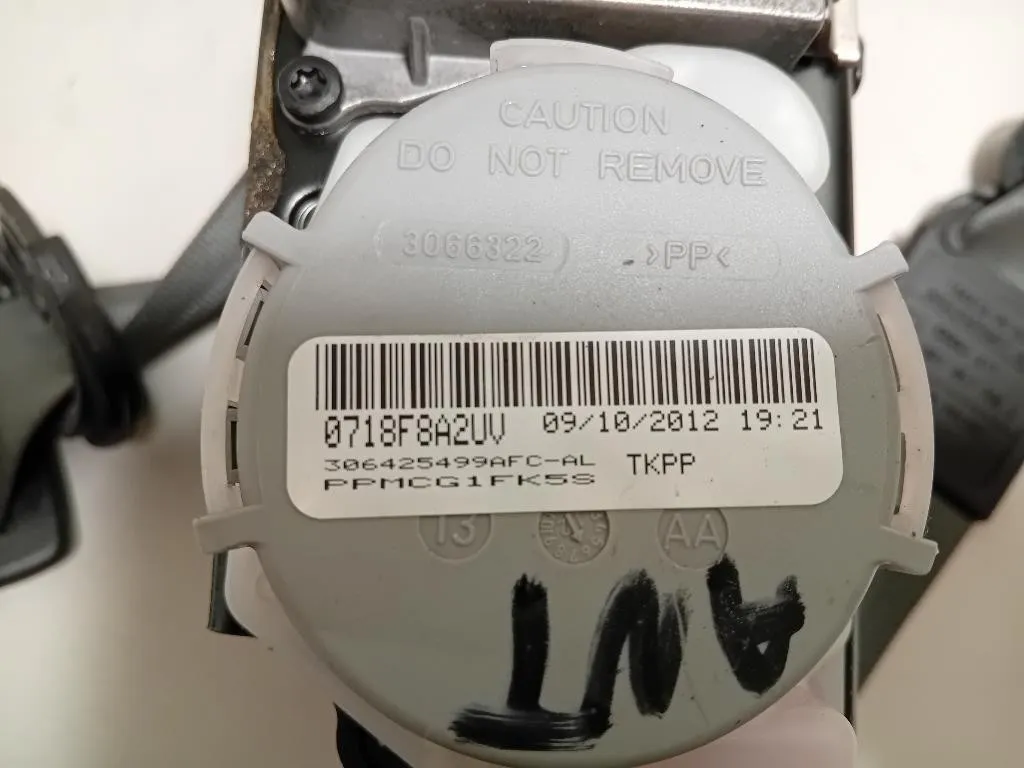 CAUTION
DO NOT REMOVE
3066322 >PP<
0718F8A2UV 09/10/2012 19:21
306425499AFC-AL TKPP
PPMCG1FK5S
13 AA
ANT